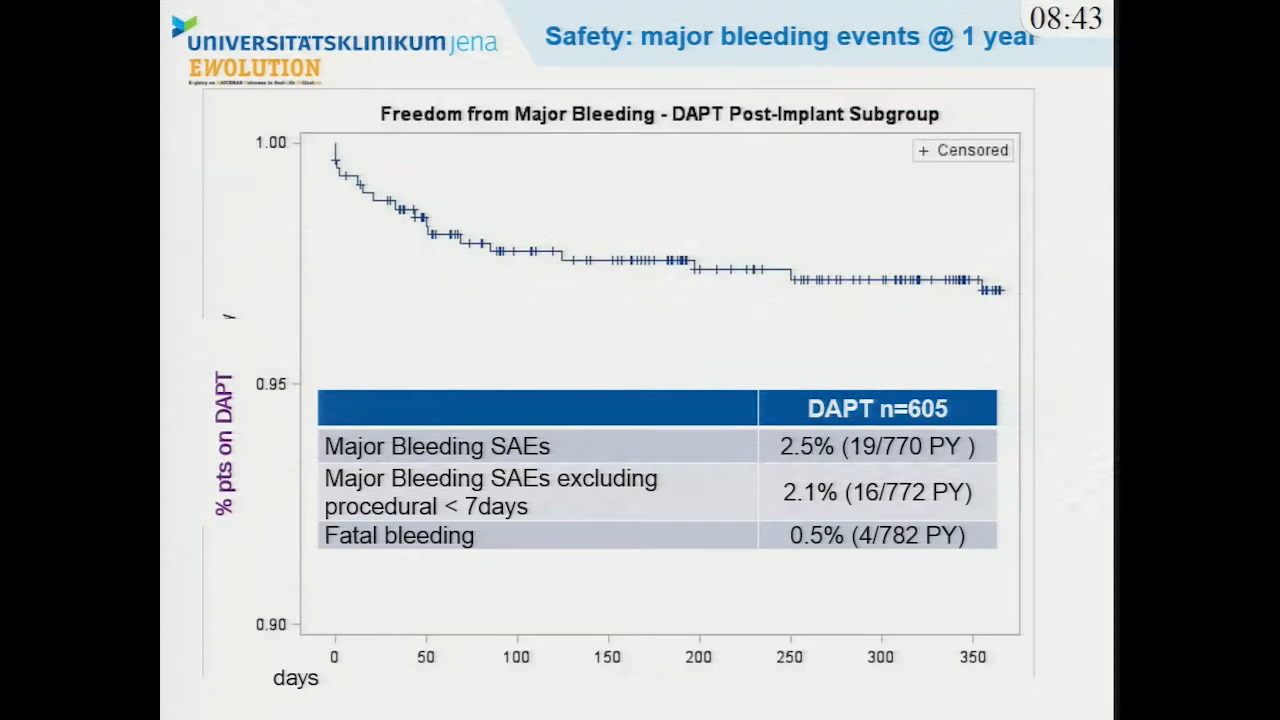 08:43
UNIVERSITÄTSKLINIKUM jena
Safety: major bleeding events @ 1 year
EWOLUTION
Freedom from Major Bleeding - DAPT Post-Implant Subgroup
+ Censored
1.00
0.95
0.90
% pts on DAPT
DAPT n=605
Major Bleeding SAEs 2.5% (19/770 PY )
Major Bleeding SAEs excluding
procedural < 7days 2.1% (16/772 PY)
Fatal bleeding 0.5% (4/782 PY)
0 50 100 150 200 250 300 350
days